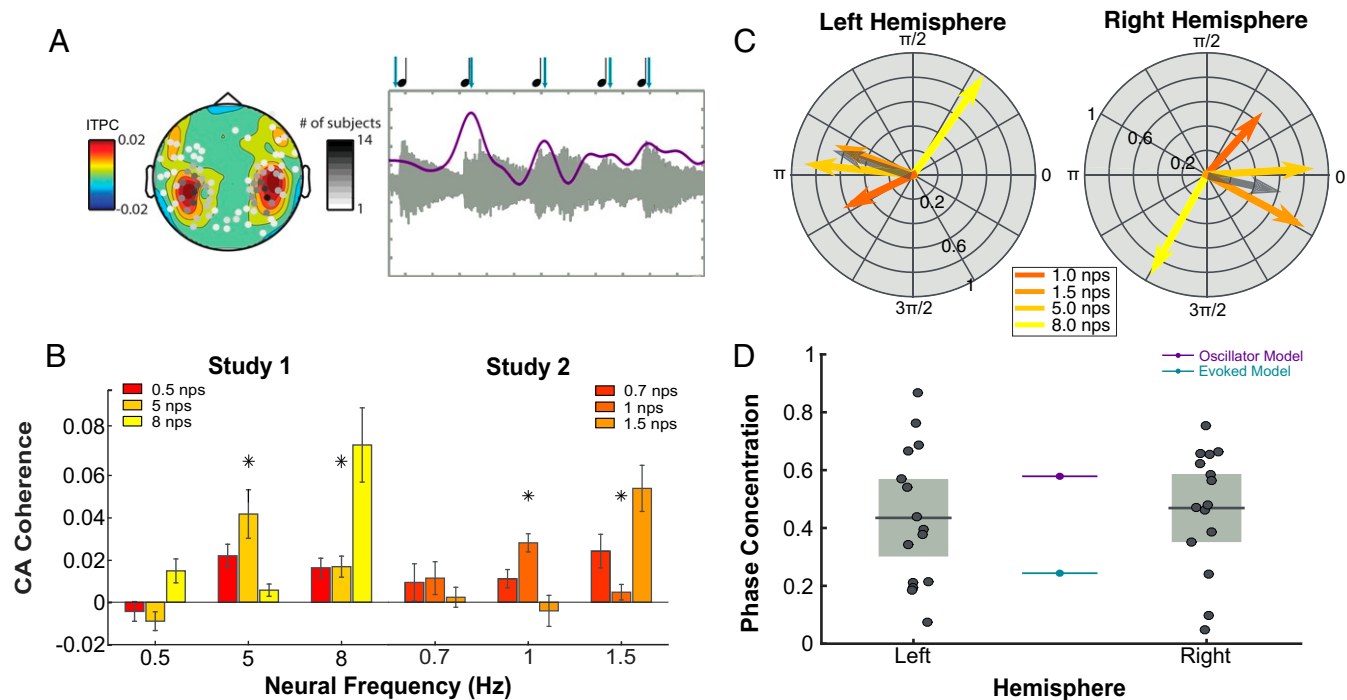 A
ITPC
0.02
-0.02
# of subjects
14
1
B
Study 1
Study 2
0.5 nps
5 nps
8 nps
0.7 nps
1 nps
1.5 nps
CA Coherence
0.08
0.06
0.04
0.02
0
-0.02
* * * *
0.5 5 8 0.7 1 1.5
Neural Frequency (Hz)
C
Left Hemisphere
π/2
π
0
0.2
0.6
1
3π/2
Right Hemisphere
π/2
1
0.6
0.2
π
0
3π/2
1.0 nps
1.5 nps
5.0 nps
8.0 nps
D
Oscillator Model
Evoked Model
Phase Concentration
1
0.8
0.6
0.4
0.2
0
Left Right
Hemisphere